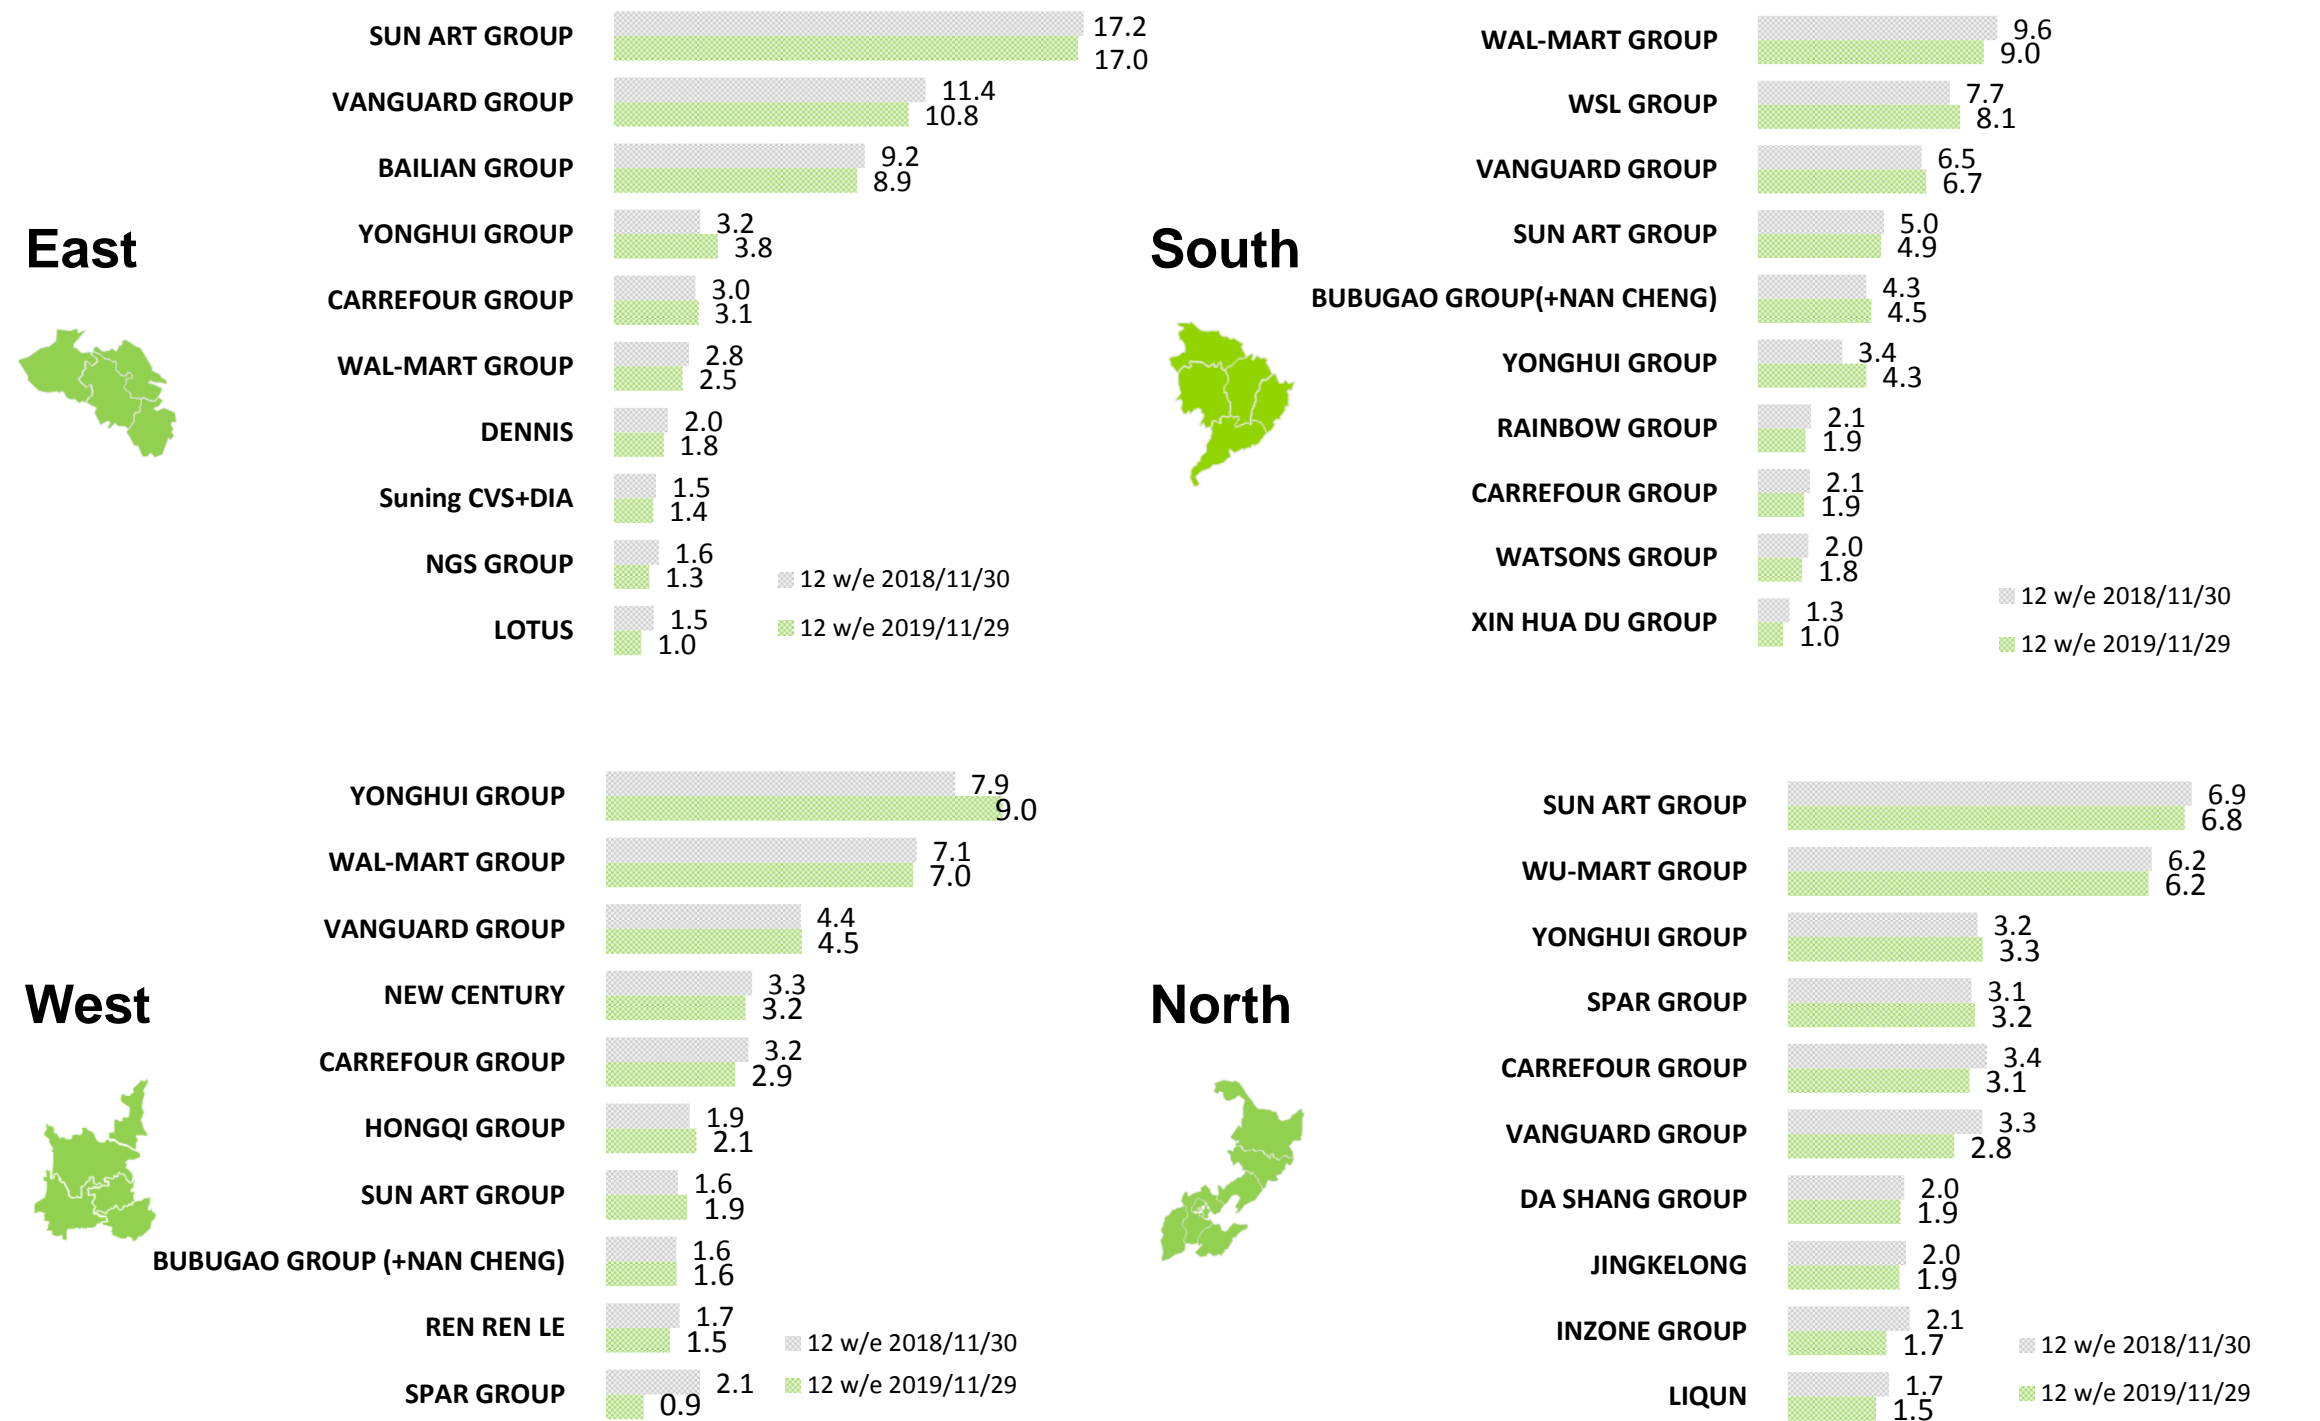 East
SUN ART GROUP 17.2
17.0
VANGUARD GROUP 11.4
10.8
BAILIAN GROUP 9.2
8.9
YONGHUI GROUP 3.2
3.8
CARREFOUR GROUP 3.0
3.1
WAL-MART GROUP 2.8
2.5
DENNIS 2.0
1.8
Suning CVS+DIA 1.5
1.4
NGS GROUP 1.6
1.3
LOTUS 1.5
1.0
12 w/e 2018/11/30
12 w/e 2019/11/29
South
WAL-MART GROUP 9.6
9.0
WSL GROUP 7.7
8.1
VANGUARD GROUP 6.5
6.7
SUN ART GROUP 5.0
4.9
BUBUGAO GROUP(+NAN CHENG) 4.3
4.5
YONGHUI GROUP 3.4
4.3
RAINBOW GROUP 2.1
1.9
CARREFOUR GROUP 2.1
1.9
WATSONS GROUP 2.0
1.8
XIN HUA DU GROUP 1.3
1.0
12 w/e 2018/11/30
12 w/e 2019/11/29
West
YONGHUI GROUP 7.9
9.0
WAL-MART GROUP 7.1
7.0
VANGUARD GROUP 4.4
4.5
NEW CENTURY 3.3
3.2
CARREFOUR GROUP 3.2
2.9
HONGQI GROUP 1.9
2.1
SUN ART GROUP 1.6
1.9
BUBUGAO GROUP (+NAN CHENG) 1.6
1.6
REN REN LE 1.7
1.5
SPAR GROUP 2.1
0.9
12 w/e 2018/11/30
12 w/e 2019/11/29
North
SUN ART GROUP 6.9
6.8
WU-MART GROUP 6.2
6.2
YONGHUI GROUP 3.2
3.3
SPAR GROUP 3.1
3.2
CARREFOUR GROUP 3.4
3.1
VANGUARD GROUP 3.3
2.8
DA SHANG GROUP 2.0
1.9
JINGKELONG 2.0
1.9
INZONE GROUP 2.1
1.7
LIQUN 1.7
1.5
12 w/e 2018/11/30
12 w/e 2019/11/29